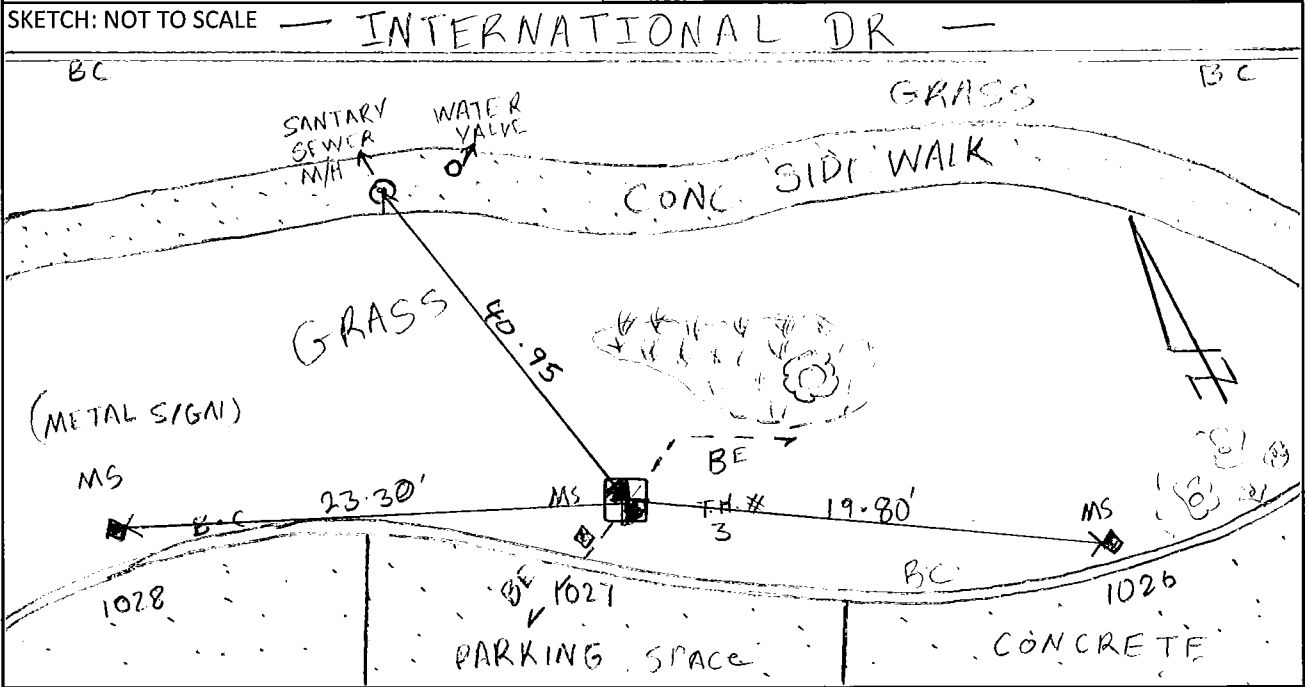 SKETCH: NOT TO SCALE
INTERNATIONAL DR
BC
BC
GRASS
SANTARY
SEWER
M/H
WATER
VALVE
CONC. SIDI WALK
GRASS
40.95
(METAL SIGN)
BE
MS
23.30'
MS
T.H. #
3
19.80'
MS
B.C
BC
1028
BE
1027
1026
PARKING SPACE
CONCRETE
N